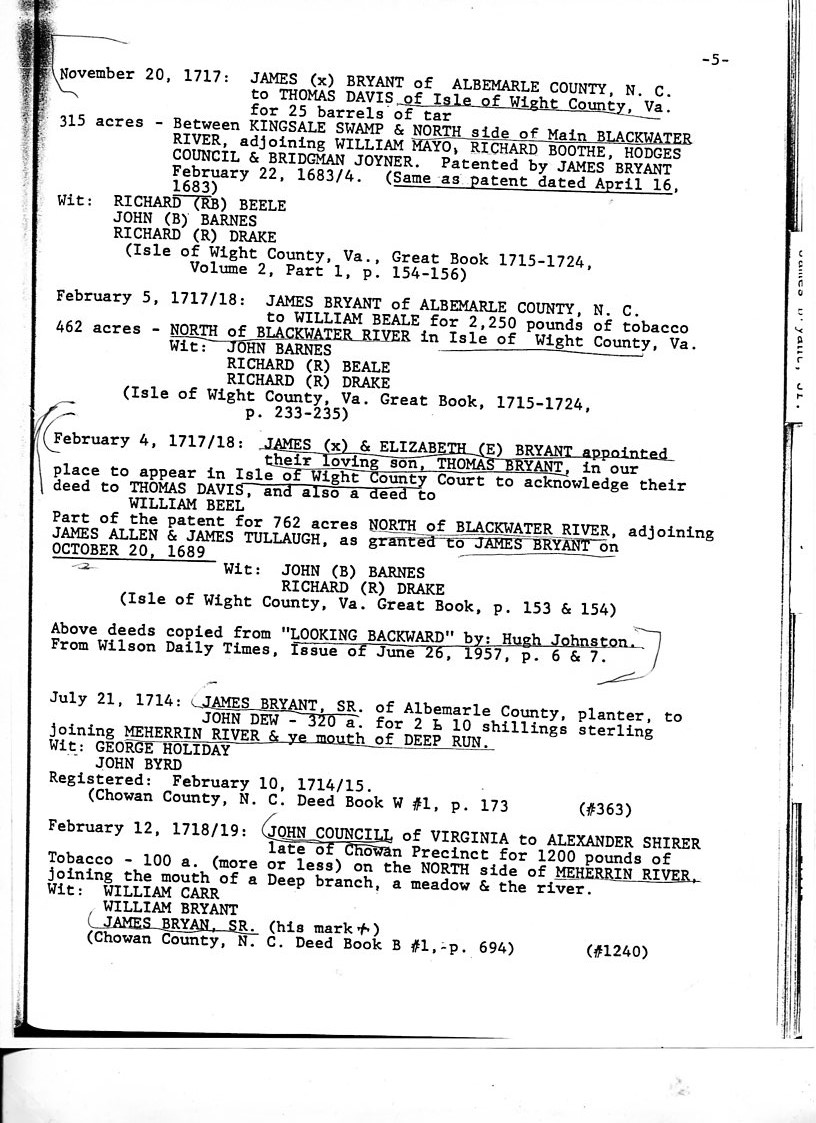 -5-
November 20, 1717: JAMES (x) BRYANT of ALBEMARLE COUNTY, N. C.
to THOMAS DAVIS of Isle of Wight County, Va.
for 25 barrels of tar
315 acres - Between KINGSALE SWAMP & NORTH side of Main BLACKWATER
RIVER, adjoining WILLIAM MAYO, RICHARD BOOTHE, HODGES
COUNCIL & BRIDGMAN JOYNER. Patented by JAMES BRYANT
February 22, 1683/4. (Same as patent dated April 16,
1683)
Wit: RICHARD (RB) BEELE
JOHN (B) BARNES
RICHARD (R) DRAKE
(Isle of Wight County, Va., Great Book 1715-1724,
Volume 2, Part 1, p. 154-156)
February 5, 1717/18: JAMES BRYANT of ALBEMARLE COUNTY, N. C.
to WILLIAM BEALE for 2,250 pounds of tobacco
462 acres - NORTH of BLACKWATER RIVER in Isle of Wight County, Va.
Wit: JOHN BARNES
RICHARD (R) BEALE
RICHARD (R) DRAKE
(Isle of Wight County, Va. Great Book, 1715-1724,
p. 233-235)
February 4, 1717/18: JAMES (x) & ELIZABETH (E) BRYANT appointed
their loving son, THOMAS BRYANT, in our
place to appear in Isle of Wight County Court to acknowledge their
deed to THOMAS DAVIS, and also a deed to
WILLIAM BEEL
Part of the patent for 762 acres NORTH of BLACKWATER RIVER, adjoining
JAMES ALLEN & JAMES TULLAUGH, as granted to JAMES BRYANT on
OCTOBER 20, 1689
Wit: JOHN (B) BARNES
RICHARD (R) DRAKE
(Isle of Wight County, Va. Great Book, p. 153 & 154)
Above deeds copied from "LOOKING BACKWARD" by: Hugh Johnston.
From Wilson Daily Times, Issue of June 26, 1957, p. 6 & 7.
July 21, 1714: JAMES BRYANT, SR. of Albemarle County, planter, to
JOHN DEW - 320 a. for 2 L 10 shillings sterling
joining MEHERRIN RIVER & ye mouth of DEEP RUN.
Wit: GEORGE HOLIDAY
JOHN BYRD
Registered: February 10, 1714/15.
(Chowan County, N. C. Deed Book W #1, p. 173 (#363)
February 12, 1718/19: JOHN COUNCILL of VIRGINIA to ALEXANDER SHIRER
late of Chowan Precinct for 1200 pounds of
Tobacco - 100 a. (more or less) on the NORTH side of MEHERRIN RIVER,
joining the mouth of a Deep branch, a meadow & the river.
Wit: WILLIAM CARR
WILLIAM BRYANT
JAMES BRYAN, SR. (his mark +)
(Chowan County, N. C. Deed Book B #1, p. 694) (#1240)